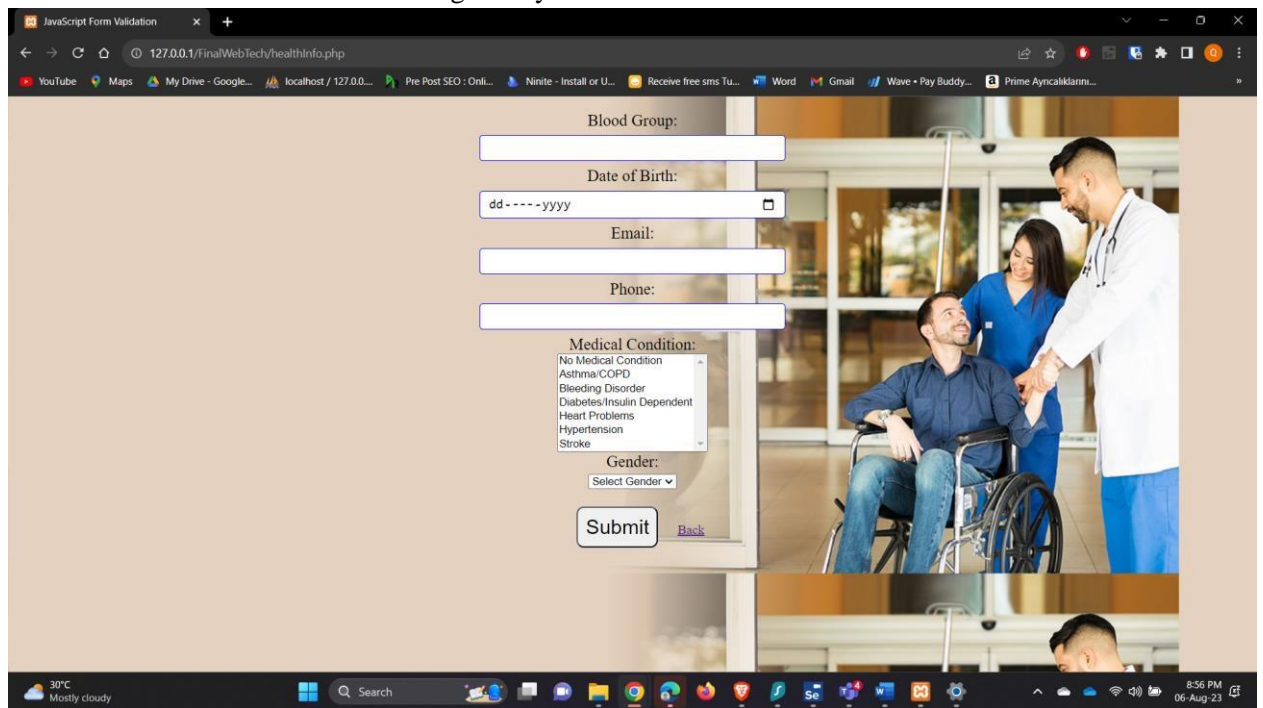 JavaScript Form Validation
127.0.0.1/FinalWebTech/healthInfo.php
YouTube Maps My Drive - Google... localhost / 127.0.0.... Pre Post SEO : Onli... Ninite - Install or U... Receive free sms Tu... Word Gmail Wave • Pay Buddy... Prime Ayrıcalıklarını... »
Blood Group:
Date of Birth:
dd-----yyyy
Email:
Phone:
Medical Condition:
No Medical Condition
Asthma/COPD
Bleeding Disorder
Diabetes/Insulin Dependent
Heart Problems
Hypertension
Stroke
Gender:
Select Gender
Submit Back
30°C
Mostly cloudy
Search
Se
4
8:56 PM
06-Aug-23